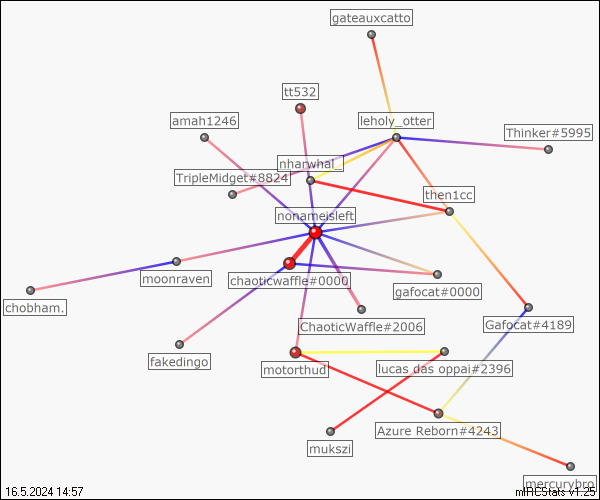 gateauxcatto
tt532
amah1246
leholy_otter
Thinker#5995
nharwhal_
TripleMidget#8824
then1cc
nonameisleft
moonraven
chaoticwaffle#0000
gafocat#0000
chobham.
ChaoticWaffle#2006
Gafocat#4189
fakedingo
motorthud
lucas das oppai#2396
Azure Reborn#4243
mukszi
mercurybro
16.5.2024 14:57
mIRCStats v1.25